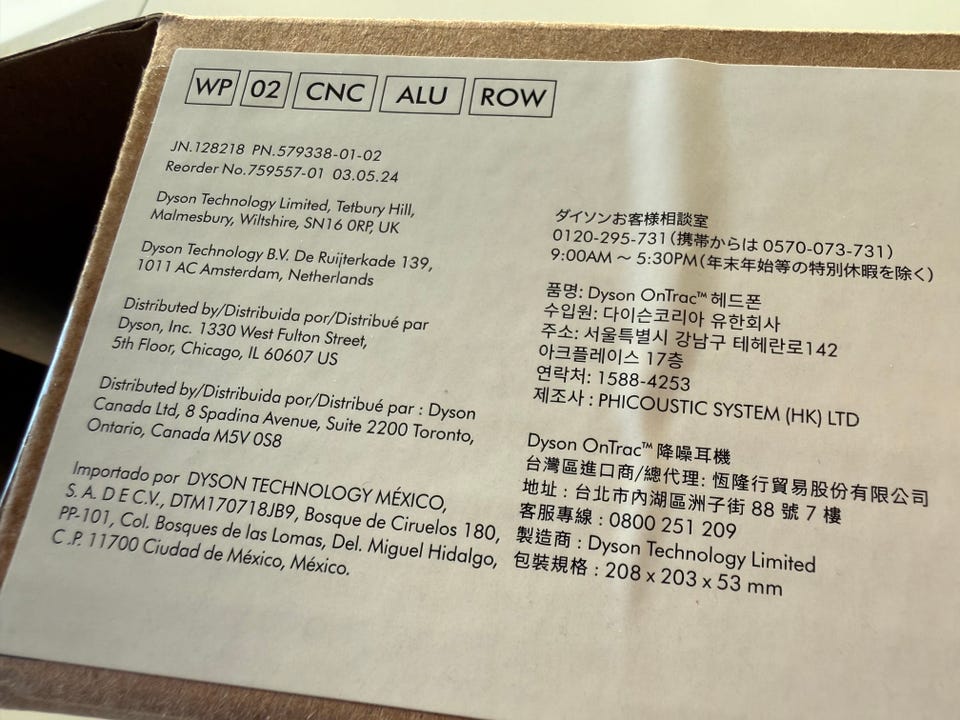 WP 02 CNC ALU ROW
JN.128218 PN.579338-01-02
Reorder No.759557-01 03.05.24
Dyson Technology Limited, Tetbury Hill,
Malmesbury, Wiltshire, SN16 0RP, UK
Dyson Technology B.V. De Ruijterkade 139,
1011 AC Amsterdam, Netherlands
Distributed by/Distribuida por/Distribué par
Dyson, Inc. 1330 West Fulton Street,
5th Floor, Chicago, IL 60607 US
Distributed by/Distribuida por/Distribué par : Dyson
Canada Ltd, 8 Spadina Avenue, Suite 2200 Toronto,
Ontario, Canada M5V 0S8
Importado por DYSON TECHNOLOGY MÉXICO,
S. A. D E C.V., DTM170718JB9, Bosque de Ciruelos 180,
PP-101, Col. Bosques de las Lomas, Del. Miguel Hidalgo,
C .P. 11700 Ciudad de México, México.
ダイソンお客様相談室
0120-295-731（携帯からは 0570-073-731）
9:00AM ～ 5:30PM（年末年始等の特別休暇を除く）
품명: Dyson OnTrac™ 헤드폰
수입원: 다이슨코리아 유한회사
주소: 서울특별시 강남구 테헤란로142
아크플레이스 17층
연락처: 1588-4253
제조사 : PHICOUSTIC SYSTEM (HK) LTD
Dyson OnTrac™ 降噪耳機
台灣區進口商/總代理: 恆隆行貿易股份有限公司
地址 : 台北市內湖區洲子街 88 號 7 樓
客服專線 : 0800 251 209
製造商 : Dyson Technology Limited
包裝規格 : 208 x 203 x 53 mm